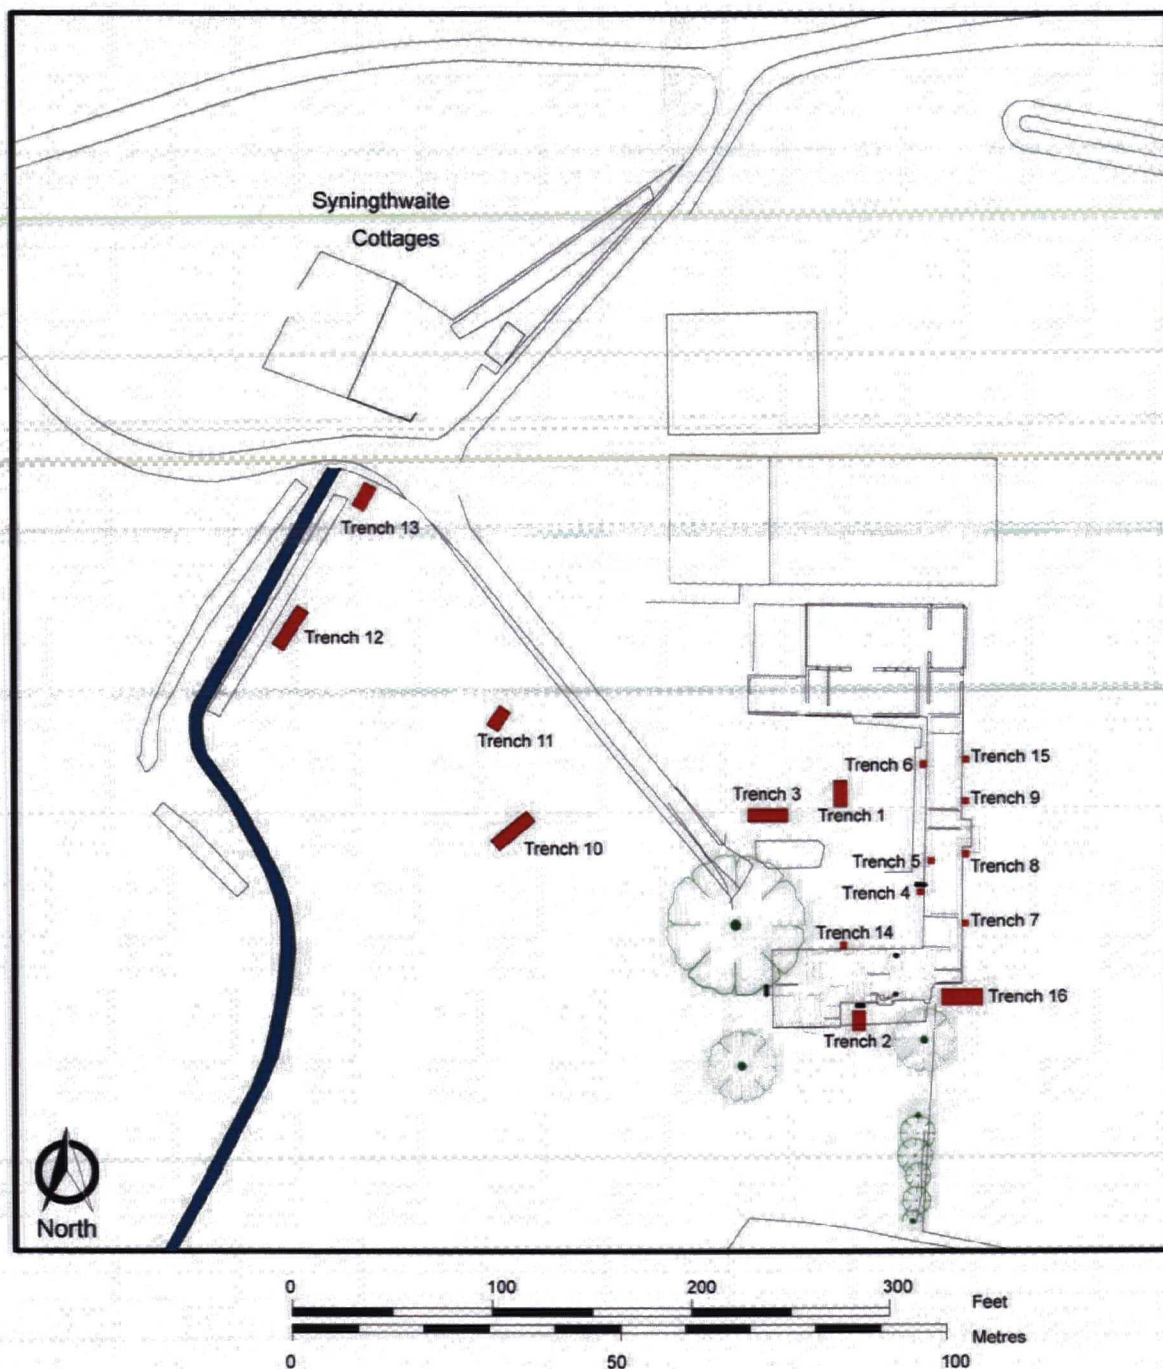 Syningthwaite
Cottages
Trench 13
Trench 12
Trench 11
Trench 10
Trench 3
Trench 1
Trench 6
Trench 15
Trench 9
Trench 5
Trench 8
Trench 4
Trench 7
Trench 14
Trench 16
Trench 2
North
0 100 200 300
Feet
Metres
0 50 100